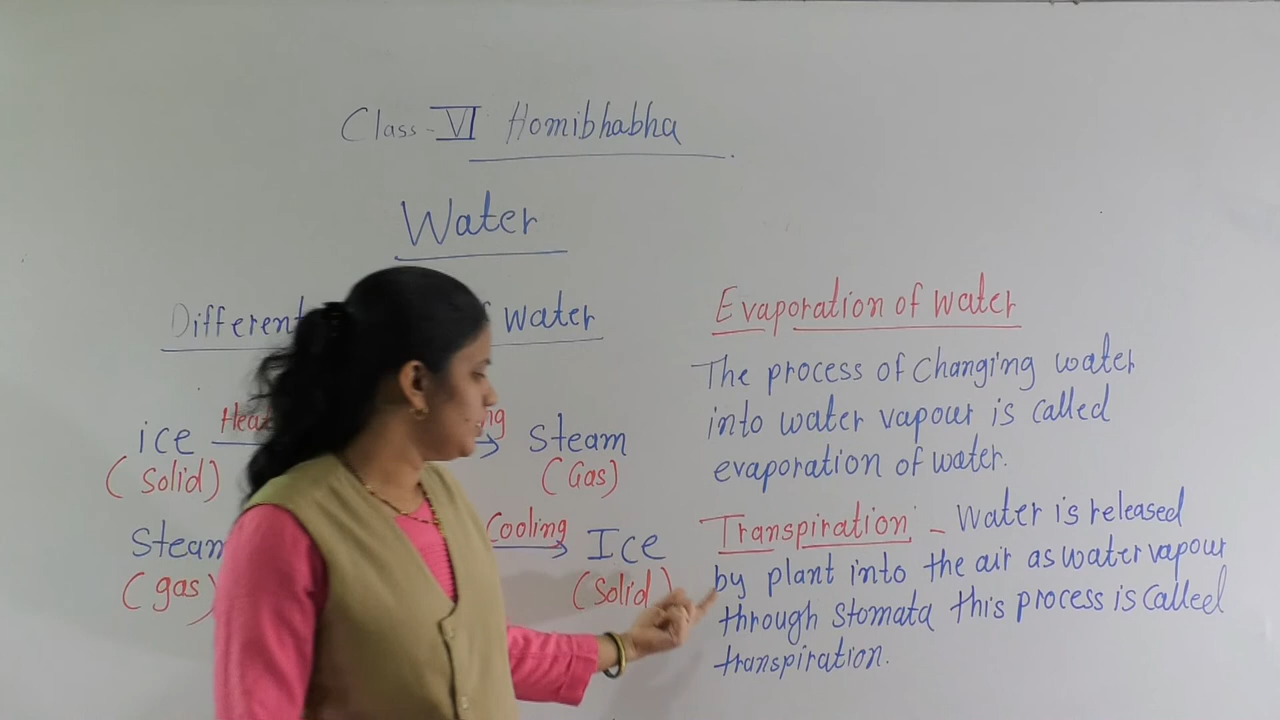 Class - VI Homibhabha
Water
Different water
ice Steam
(Solid) (Gas)
Steam Cooling Ice
(gas) (Solid)
Evaporation of water
The process of changing water
into water vapour is called
evaporation of water.
Transpiration - Water is released
by plant into the air as water vapour
through Stomata this process is Called
transpiration.